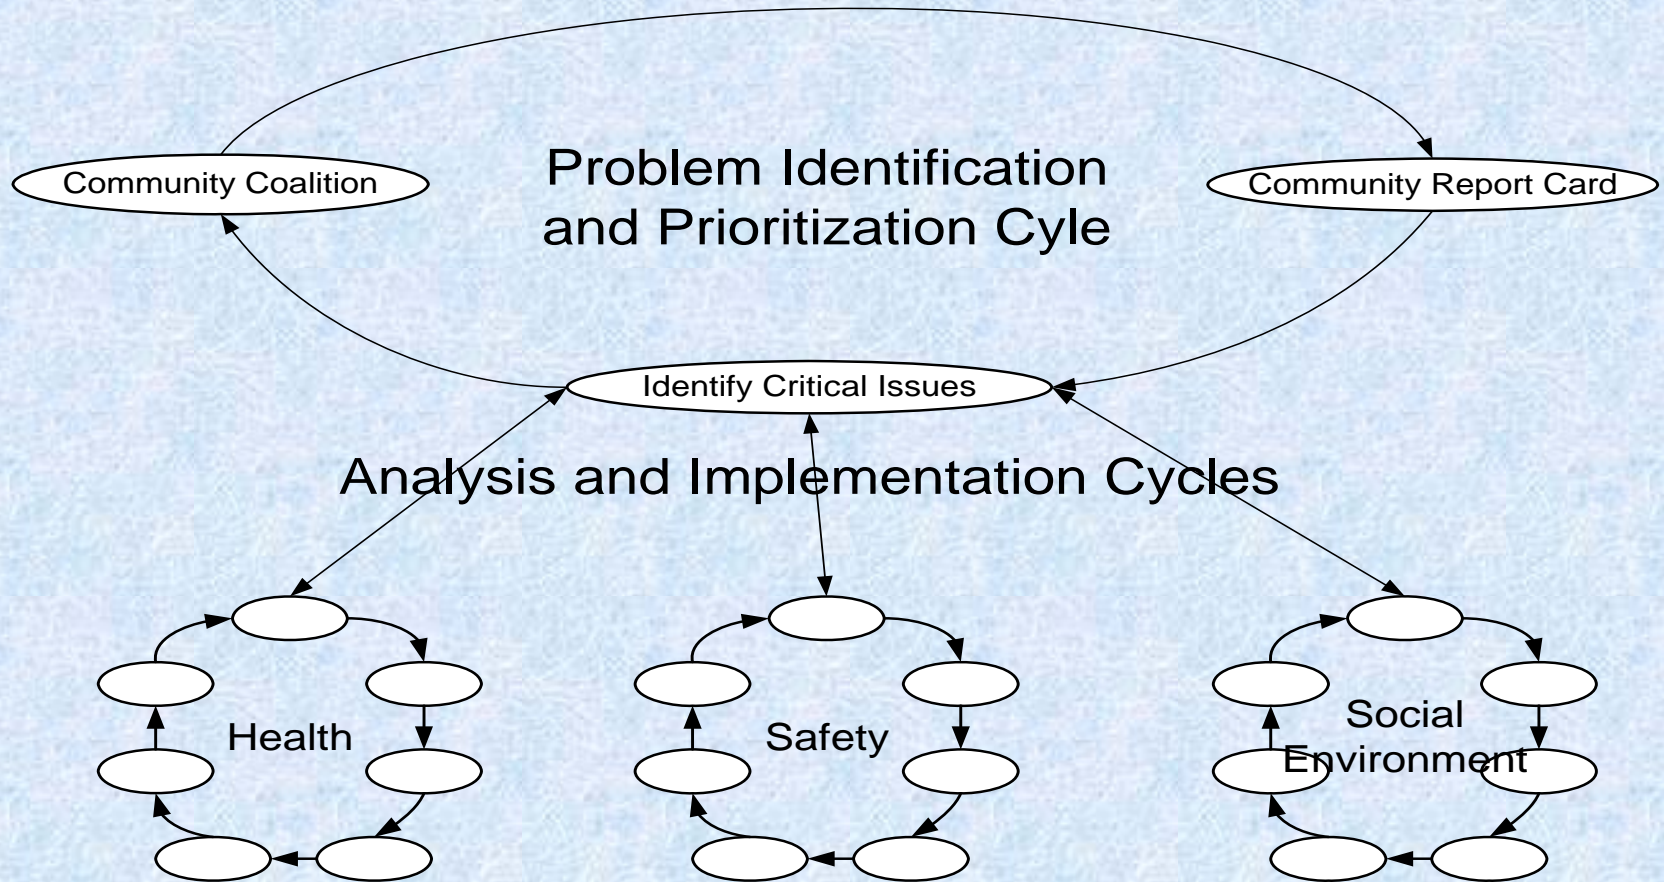 Problem Identification
and Prioritization Cyle
Community Coalition
Community Report Card
Identify Critical Issues
Analysis and Implementation Cycles
Health
Safety
Social
Environment